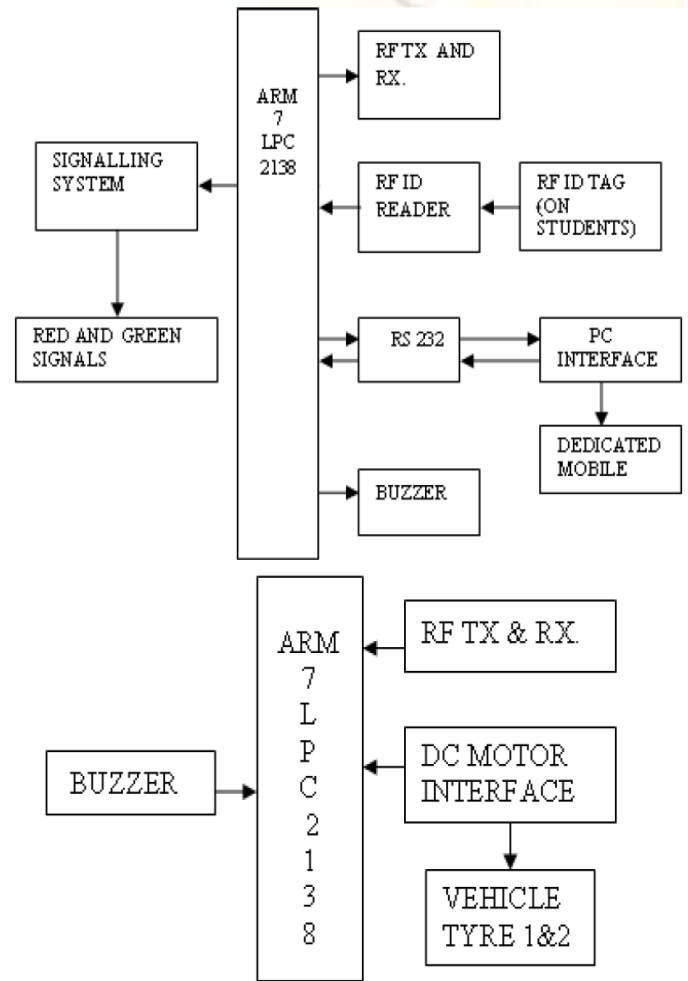 RF TX AND
RX.
ARM
7
LPC
2138
SIGNALLING
SYSTEM
RF ID
READER
RF ID TAG
(ON
STUDENTS)
RED AND GREEN
SIGNALS
RS 232
PC
INTERFACE
DEDICATED
MOBILE
BUZZER
ARM
7
L
P
C
2
1
3
8
RF TX & RX.
BUZZER
DC MOTOR
INTERFACE
VEHICLE
TYRE 1&2